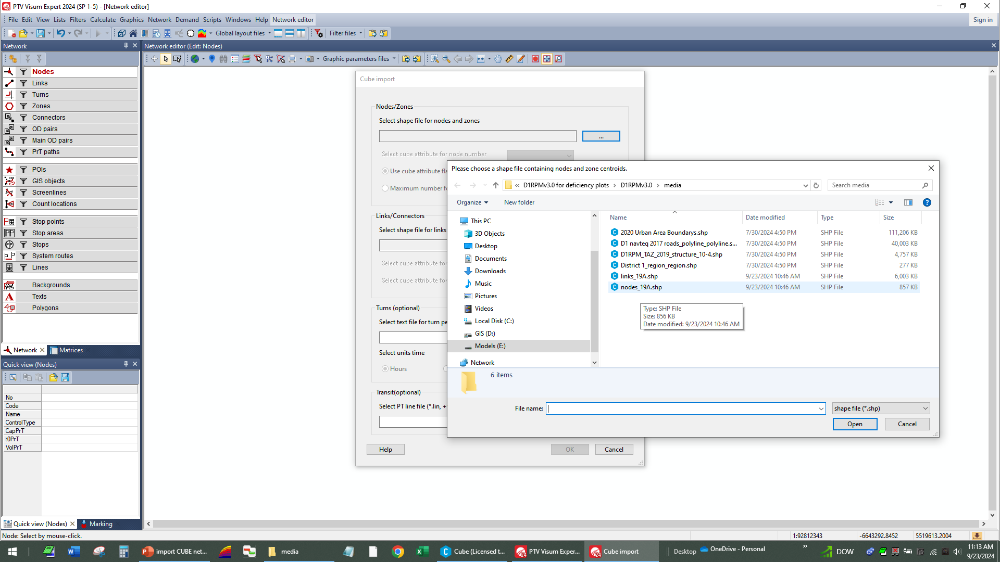 PTV Visum Expert 2024 (SP 1-5) - [Network editor]
File Edit View Lists Filters Calculate Graphics Network Demand Scripts Windows Help Network editor
Sign in
Global layout files
Filter files
Network
Network editor (Edit: Nodes)
Graphic parameters files
Nodes
Links
Turns
Zones
Connectors
OD pairs
Main OD pairs
PrT paths
POIs
GIS objects
Screenlines
Count locations
Stop points
Stop areas
Stops
System routes
Lines
Backgrounds
Texts
Polygons
Network
Matrices
Quick view (Nodes)
No
Code
Name
ControlType
CapPrT
t0PrT
VolPrT
Quick view (Nodes)
Marking
Node: Select by mouse-click.
1:92812343
-6643292.8452
5519613.2004
Cube import
Nodes/Zones
Select shape file for nodes and zones
...
Select cube attribute for node number
Use cube attribute fla
Maximum number fo
Links/Connectors
Select shape file for links
Select cube attribute for
Select cube attribute for
Turns (optional)
Select text file for turn pe
Select units time
Hours
Transit(optional)
Select PT line file (*.lin, +
Help
OK
Cancel
Please choose a shape file containing nodes and zone centroids.
« D1RPMv3.0 for deficiency plots › D1RPMv3.0 › media
Search media
Organize
New folder
This PC
3D Objects
Desktop
Documents
Downloads
Music
Pictures
Videos
Local Disk (C:)
GIS (D:)
Models (E:)
Network
Name Date modified Type Size
2020 Urban Area Boundarys.shp 7/30/2024 4:50 PM SHP File 111,206 KB
D1 navteq 2017 roads_polyline_polyline.s... 7/30/2024 4:50 PM SHP File 40,003 KB
D1RPM_TAZ_2019_structure_10-4.shp 7/30/2024 4:50 PM SHP File 4,757 KB
District 1_region_region.shp 7/30/2024 4:50 PM SHP File 277 KB
links_19A.shp 9/23/2024 10:46 AM SHP File 6,003 KB
nodes_19A.shp 9/23/2024 10:46 AM SHP File 857 KB
Type: SHP File
Size: 856 KB
Date modified: 9/23/2024 10:46 AM
6 items
File name:
shape file (*.shp)
Open
Cancel
import CUBE net...
media
Cube (Licensed t...
PTV Visum Exper...
Cube import
Desktop
OneDrive - Personal
DOW
11:13 AM
9/23/2024